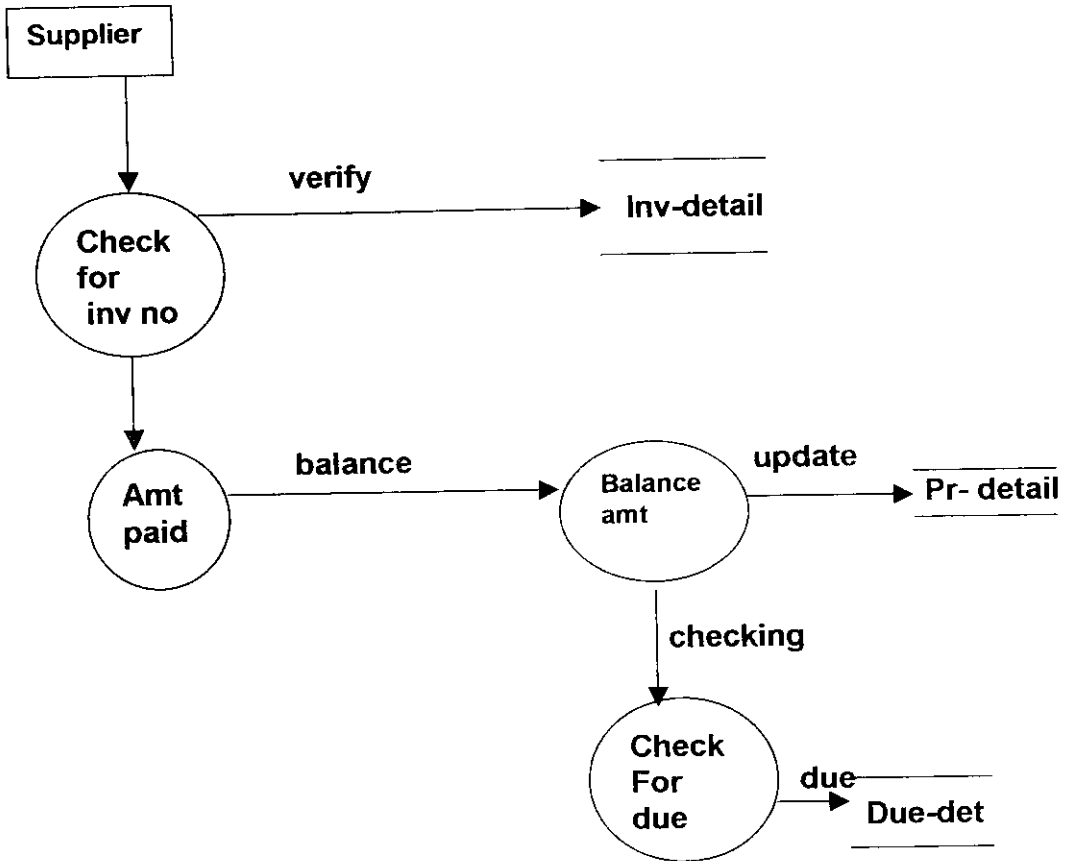 Supplier
verify
Inv-detail
Check
for
inv no
balance
update
Amt
paid
Balance
amt
Pr- detail
checking
Check
For
due
due
Due-det